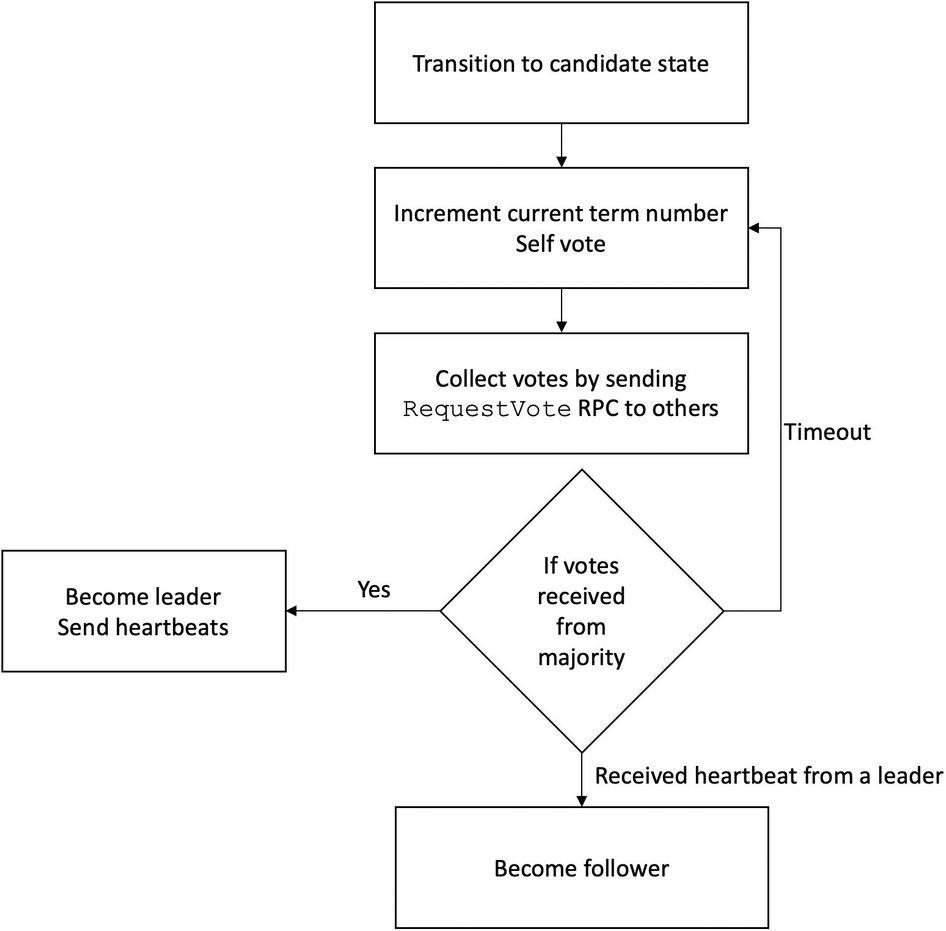 Transition to candidate state
Increment current term number
Self vote
Collect votes by sending
RequestVote RPC to others
Timeout
If votes
received
from
majority
Yes
Become leader
Send heartbeats
Received heartbeat from a leader
Become follower